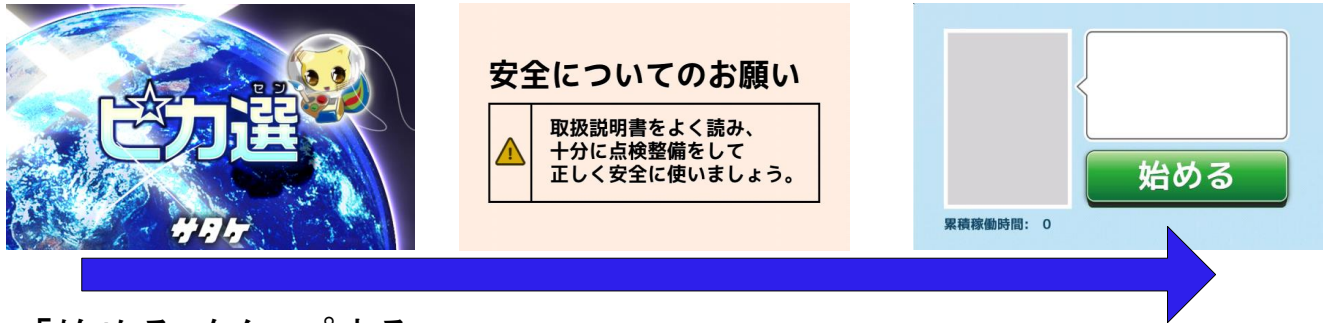 セン
ピカ選
サタケ
安全についてのお願い
取扱説明書をよく読み、
十分に点検整備をして
正しく安全に使いましょう。
始める
累積稼働時間: 0